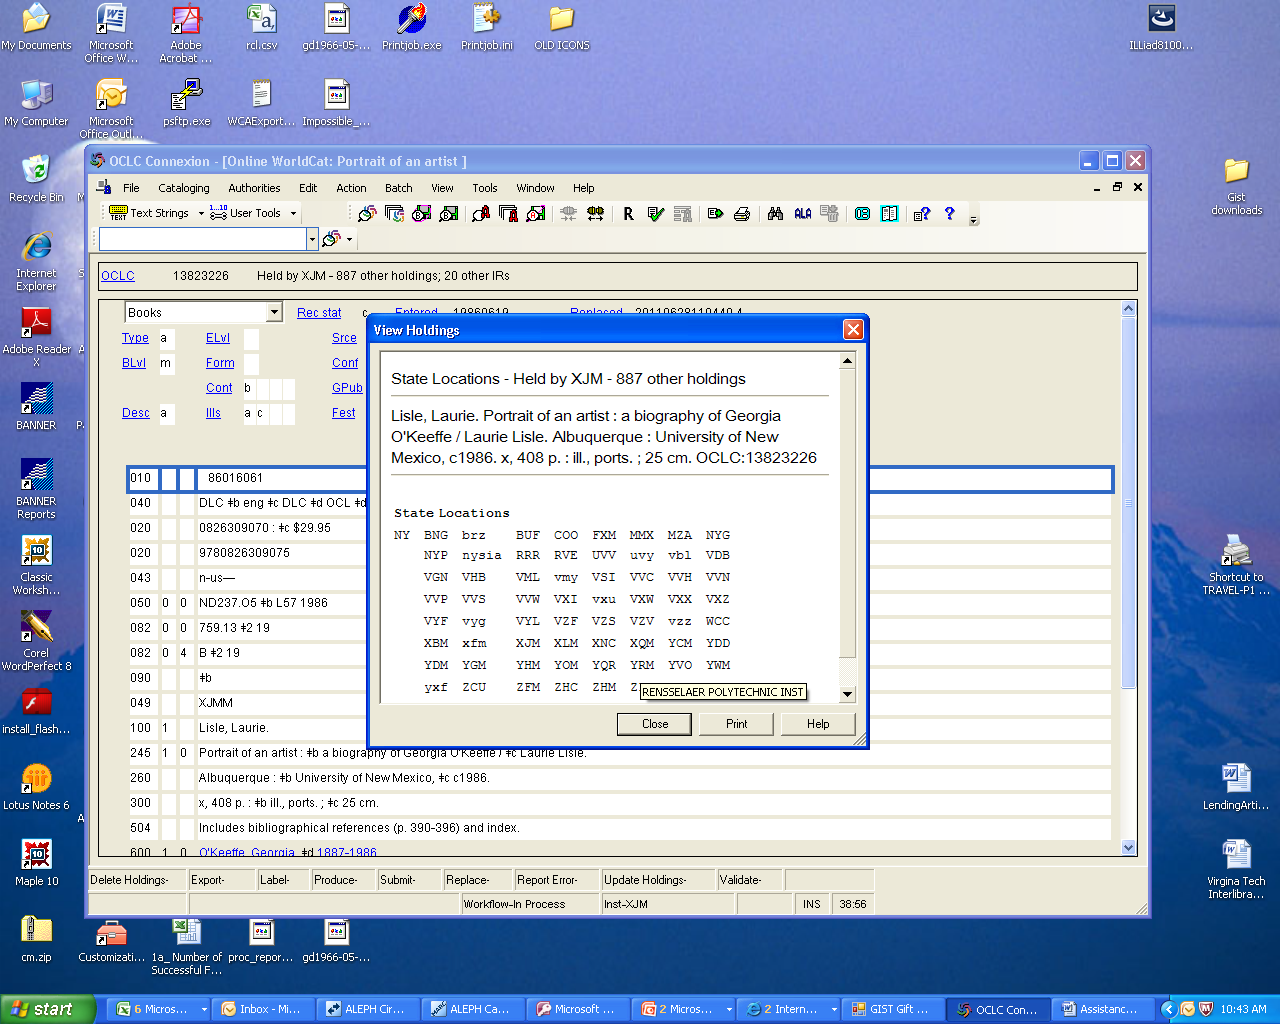 My Documents
Microsoft Office W...
Adobe Acrobat ...
rcl.csv
gd1966-05-...
Printjob.exe
Printjob.ini
OLD ICONS
ILLiad8100...
My Computer
Microsoft Office Outl...
psftp.exe
WCAExport...
Impossible_...
Recycle Bin
Gist downloads
Internet Explorer
Adobe Reader X
BANNER
BANNER Reports
Classic Worksh...
Corel WordPerfect 8
install_flash...
Lotus Notes 6
Maple 10
Shortcut to TRAVEL-P1 ...
LendingArti...
Virgina Tech Interlibra...
cm.zip
Customizati...
1a_ Number of Successful F...
proc_repor...
gd1966-05-...
OCLC Connexion - [Online WorldCat: Portrait of an artist ]
File Cataloging Authorities Edit Action Batch View Tools Window Help
Text Strings User Tools
OCLC 13823226 Held by XJM - 887 other holdings; 20 other IRs
Books Rec stat c Entered 19860619 Replaced 20110628110440.4
Type a ELvl Srce
BLvl m Form Conf
Cont b GPub
Desc a Ills a c Fest
010 86016061
040 DLC ‡b eng ‡c DLC ‡d OCL ‡d
020 0826309070 : ‡c $29.95
020 9780826309075
043 n-us—
050 0 0 ND237.O5 ‡b L57 1986
082 0 0 759.13 ‡2 19
082 0 4 B ‡2 19
090 ‡b
049 XJMM
100 1 Lisle, Laurie.
245 1 0 Portrait of an artist : ‡b a biography of Georgia O'Keeffe / ‡c Laurie Lisle.
260 Albuquerque : ‡b University of New Mexico, ‡c c1986.
300 x, 408 p. : ‡b ill., ports. ; ‡c 25 cm.
504 Includes bibliographical references (p. 390-396) and index.
600 1 0 O'Keeffe, Georgia, ‡d 1887-1986
View Holdings
State Locations - Held by XJM - 887 other holdings
Lisle, Laurie. Portrait of an artist : a biography of Georgia
O'Keeffe / Laurie Lisle. Albuquerque : University of New
Mexico, c1986. x, 408 p. : ill., ports. ; 25 cm. OCLC:13823226
State Locations
NY BNG brz BUF COO FXM MMX MZA NYG
NYP nysia RRR RVE UVV uvy vbl VDB
VGN VHB VML vmy VSI VVC VVH VVN
VVP VVS VVW VXI vxu VXW VXX VXZ
VYF vyg VYL VZF VZS VZV vzz WCC
XBM xfm XJM XLM XNC XQM YCM YDD
YDM YGM YHM YOM YQR YRM YVO YWM
yxf ZCU ZFM ZHC ZHM Z
RENSSELAER POLYTECHNIC INST
Close Print Help
Delete Holdings- Export- Label- Produce- Submit- Replace- Report Error- Update Holdings- Validate-
Workflow-In Process Inst-XJM INS 38:56
start 6 Micros... Inbox - Mi... ALEPH Cir... ALEPH Ca... Microsoft ... 2 Micros... 2 Intern... GIST Gift ... OCLC Con... Assistanc... 10:43 AM